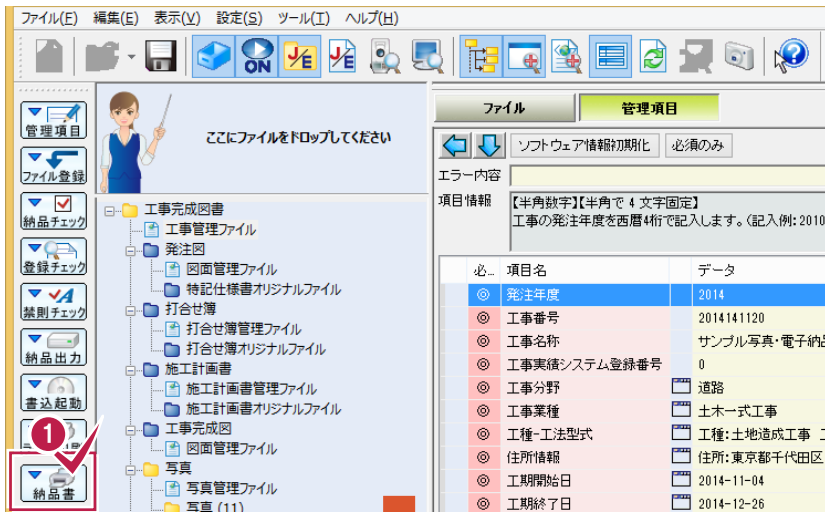 ファイル(F) 編集(E) 表示(V) 設定(S) ツール(T) ヘルプ(H)
ON
J/E
J/E
管理項目
ファイル登録
納品チェック
登録チェック
禁則チェック
納品出力
書込起動
1
納品書
ここにファイルをドロップしてください
工事完成図書
工事管理ファイル
発注図
図面管理ファイル
特記仕様書オリジナルファイル
打合せ簿
打合せ簿管理ファイル
打合せ簿オリジナルファイル
施工計画書
施工計画書管理ファイル
施工計画書オリジナルファイル
工事完成図
図面管理ファイル
写真
写真管理ファイル
写真 (11)
ファイル 管理項目
ソフトウェア情報初期化 必須のみ
エラー内容
項目情報 【半角数字】【半角で 4 文字固定】
工事の発注年度を西暦4桁で記入します。(記入例:2010
必... 項目名 データ
◎ 発注年度 2014
◎ 工事番号 2014141120
◎ 工事名称 サンプル写真・電子納品
◎ 工事実績システム登録番号 0
◎ 工事分野 道路
◎ 工事業種 土木一式工事
◎ 工種-工法型式 工種:土地造成工事
◎ 住所情報 住所:東京都千代田区
◎ 工期開始日 2014-11-04
◎ 工期終了日 2014-12-26